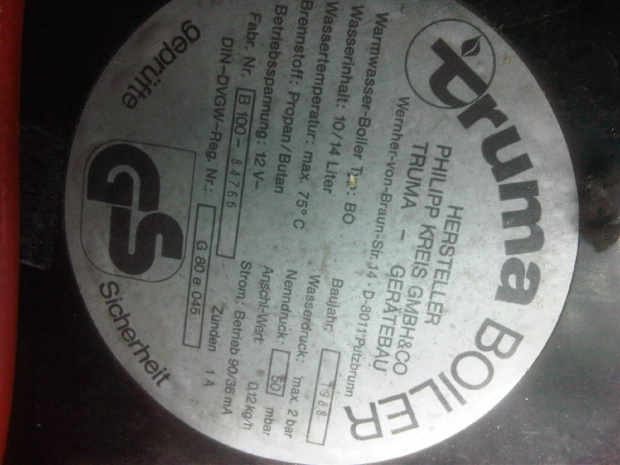 truma BOILER
HERSTELLER
PHILIPP KREIS GMBH&CO
TRUMA - GERÄTEBAU
Wernher-von-Braun-Str. 14 · D-8011 Putzbrunn
Warmwasser-Boiler Typ: BO
Baujahr: 1988
Wasserinhalt: 10/14 Liter
Wasserdruck: max. 2 bar
Wassertemperatur: max. 75° C
Nenndruck: 50 mbar
Brennstoff: Propan/Butan
Anschl-Wert 0,12 kg/h
Betriebsspannung: 12 V-
Strom: Betrieb 90/36 mA
Fabr. Nr. B 100-84766
Zünden 1 A
DIN-DVGW-Reg. Nr.: G 80 e 045
geprüfte
GS
Sicherheit